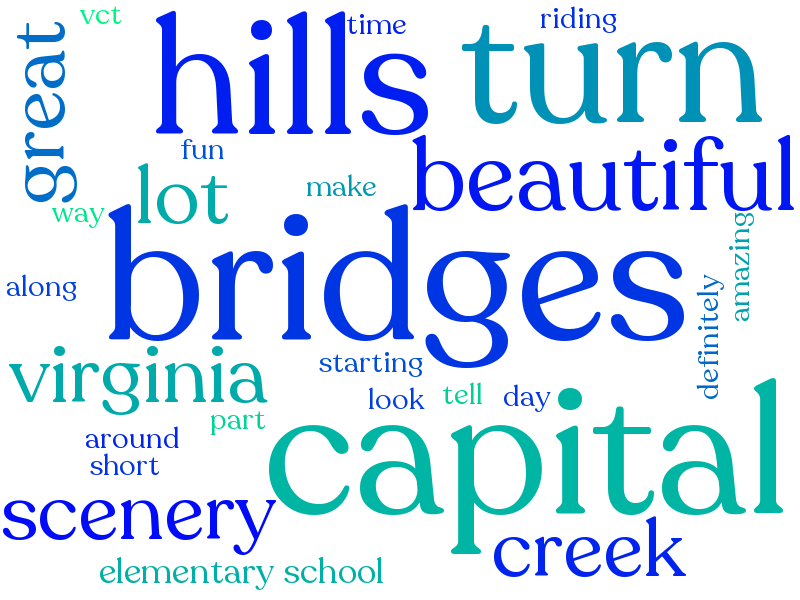 vct
great
hills
time
riding
turn
fun
beautiful
lot
make
way
bridges
amazing
along
definitely
virginia
starting
look
tell
day
part
capital
around
short
scenery
creek
elementary school